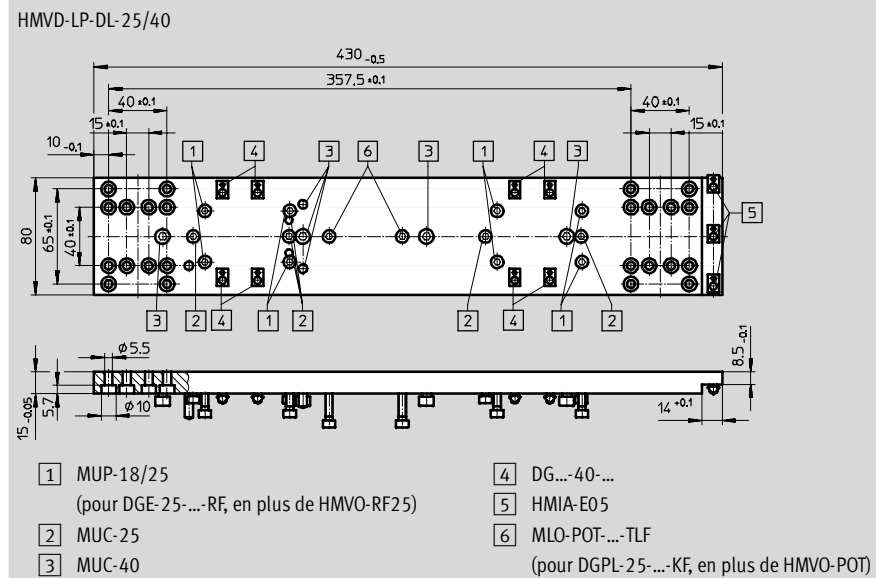 HMVD-LP-DL-25/40
430 -0.5
357.5 ±0.1
40 ±0.1
40 ±0.1
15 ±0.1
15 ±0.1
10 -0.1
1
4
3
6
3
1
4
3
5
80
65 ±0.1
40 ±0.1
3
2
4
1
2
2
4
1
2
ø5.5
8.5 -0.1
15 -0.05
5.7
ø10
14 +0.1
1 MUP-18/25
(pour DGE-25-...-RF, en plus de HMVO-RF25)
2 MUC-25
3 MUC-40
4 DG...-40-...
5 HMIA-E05
6 MLO-POT-...-TLF
(pour DGPL-25-...-KF, en plus de HMVO-POT)